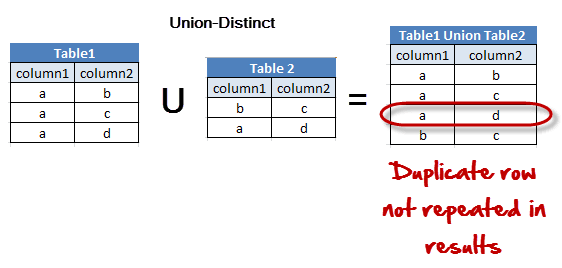 Union-Distinct
Table1
column1 column2
a b
a c
a d
U
Table 2
column1 column2
b c
a d
=
Table1 Union Table2
column1 column2
a b
a c
a d
b c
Duplicate row
not repeated in
results